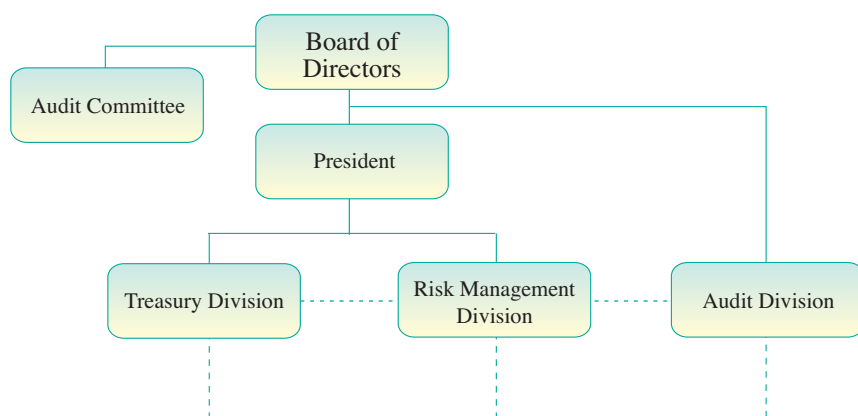 Board of
Directors
Audit Committee
President
Treasury Division
Risk Management
Division
Audit Division